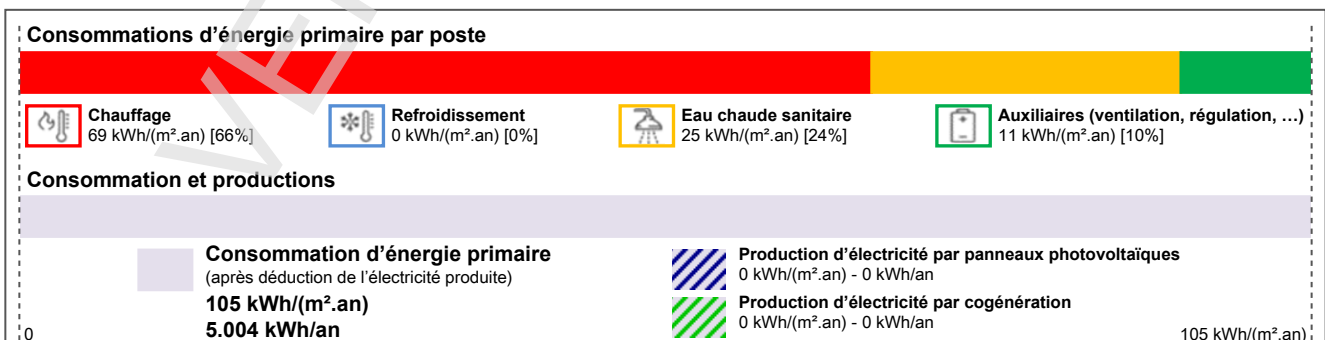 Consommations d'énergie primaire par poste
Chauffage
69 kWh/(m².an) [66%]
Refroidissement
0 kWh/(m².an) [0%]
Eau chaude sanitaire
25 kWh/(m².an) [24%]
Auxiliaires (ventilation, régulation, ...)
11 kWh/(m².an) [10%]
Consommation et productions
Consommation d'énergie primaire
(après déduction de l'électricité produite)
105 kWh/(m².an)
5.004 kWh/an
Production d'électricité par panneaux photovoltaïques
0 kWh/(m².an) - 0 kWh/an
Production d'électricité par cogénération
0 kWh/(m².an) - 0 kWh/an
0
105 kWh/(m².an)